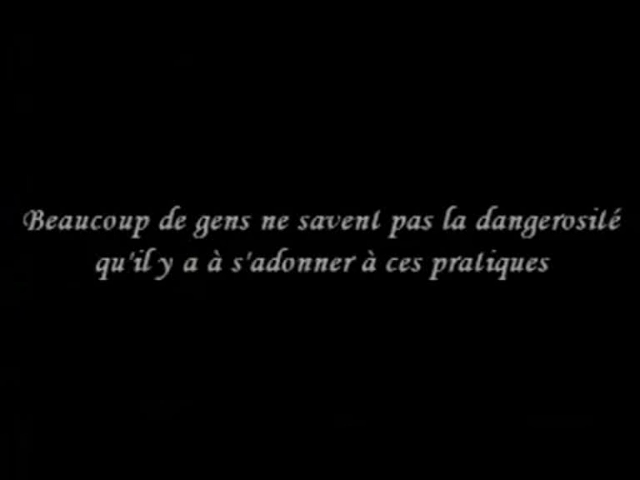 Beaucoup de gens ne savent pas la dangerosité
qu'il y a à s'adonner à ces pratiques